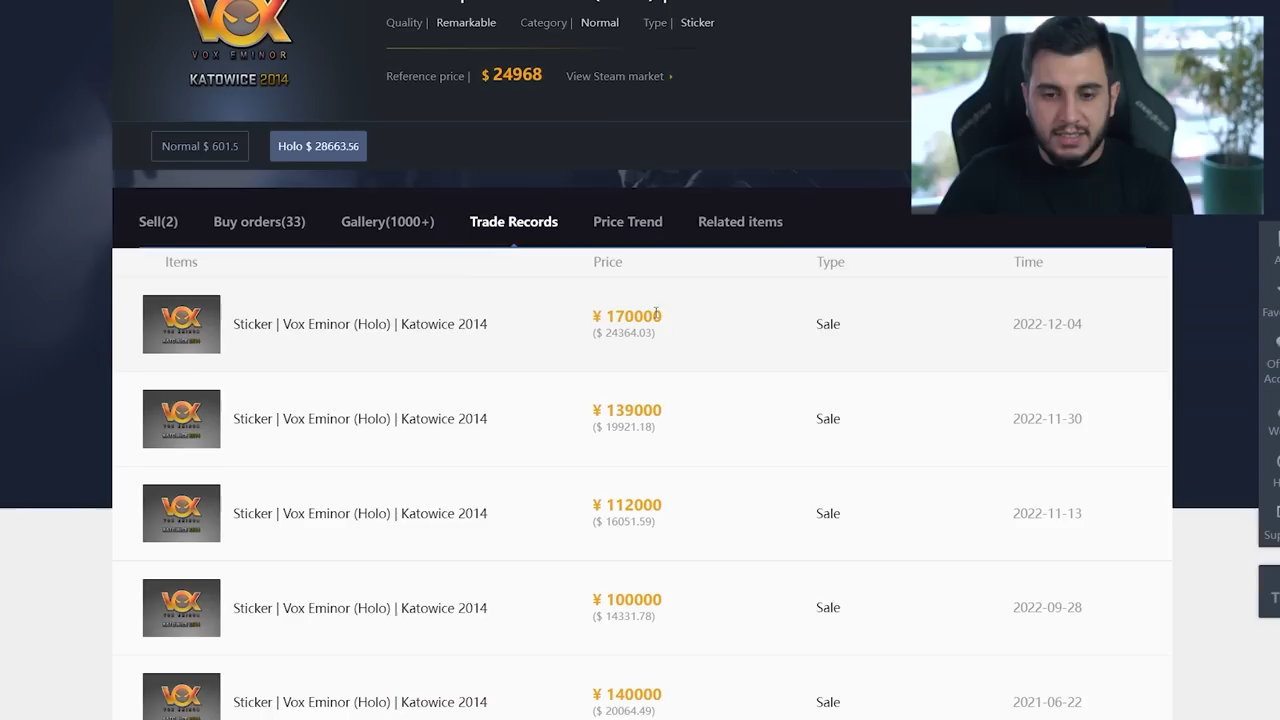 VOX
VOX EMINOR
KATOWICE 2014
Quality | Remarkable Category | Normal Type | Sticker
Reference price | $ 24968 View Steam market
Normal $ 601.5 Holo $ 28663.56
Sell(2) Buy orders(33) Gallery(1000+) Trade Records Price Trend Related items
Items Price Type Time
Sticker | Vox Eminor (Holo) | Katowice 2014 ¥ 170000 Sale 2022-12-04
($ 24364.03)
Sticker | Vox Eminor (Holo) | Katowice 2014 ¥ 139000 Sale 2022-11-30
($ 19921.18)
Sticker | Vox Eminor (Holo) | Katowice 2014 ¥ 112000 Sale 2022-11-13
($ 16051.59)
Sticker | Vox Eminor (Holo) | Katowice 2014 ¥ 100000 Sale 2022-09-28
($ 14331.78)
Sticker | Vox Eminor (Holo) | Katowice 2014 ¥ 140000 Sale 2021-06-22
($ 20064.49)